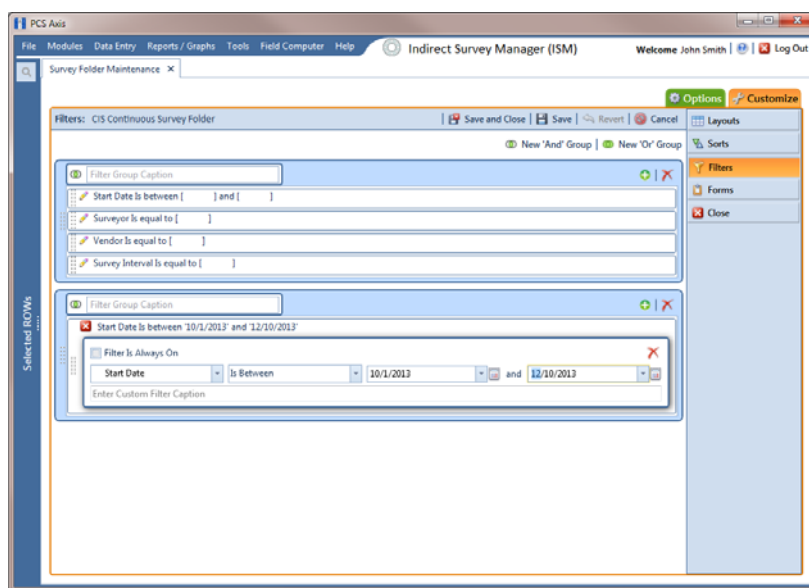 PCS Axis
File Modules Data Entry Reports / Graphs Tools Field Computer Help Indirect Survey Manager (ISM) Welcome John Smith | | Log Out
Survey Folder Maintenance X
Options Customize
Filters: CIS Continuous Survey Folder | Save and Close | Save | Revert | Cancel
Layouts
New 'And' Group | New 'Or' Group
Sorts
Filter Group Caption
Filters
Start Date Is between [ ] and [ ]
Forms
Surveyor Is equal to [ ]
Close
Vendor Is equal to [ ]
Survey Interval Is equal to [ ]
Selected ROWs
Filter Group Caption
Start Date Is between '10/1/2013' and '12/10/2013'
Filter Is Always On
Start Date Is Between 10/1/2013 and 12/10/2013
Enter Custom Filter Caption